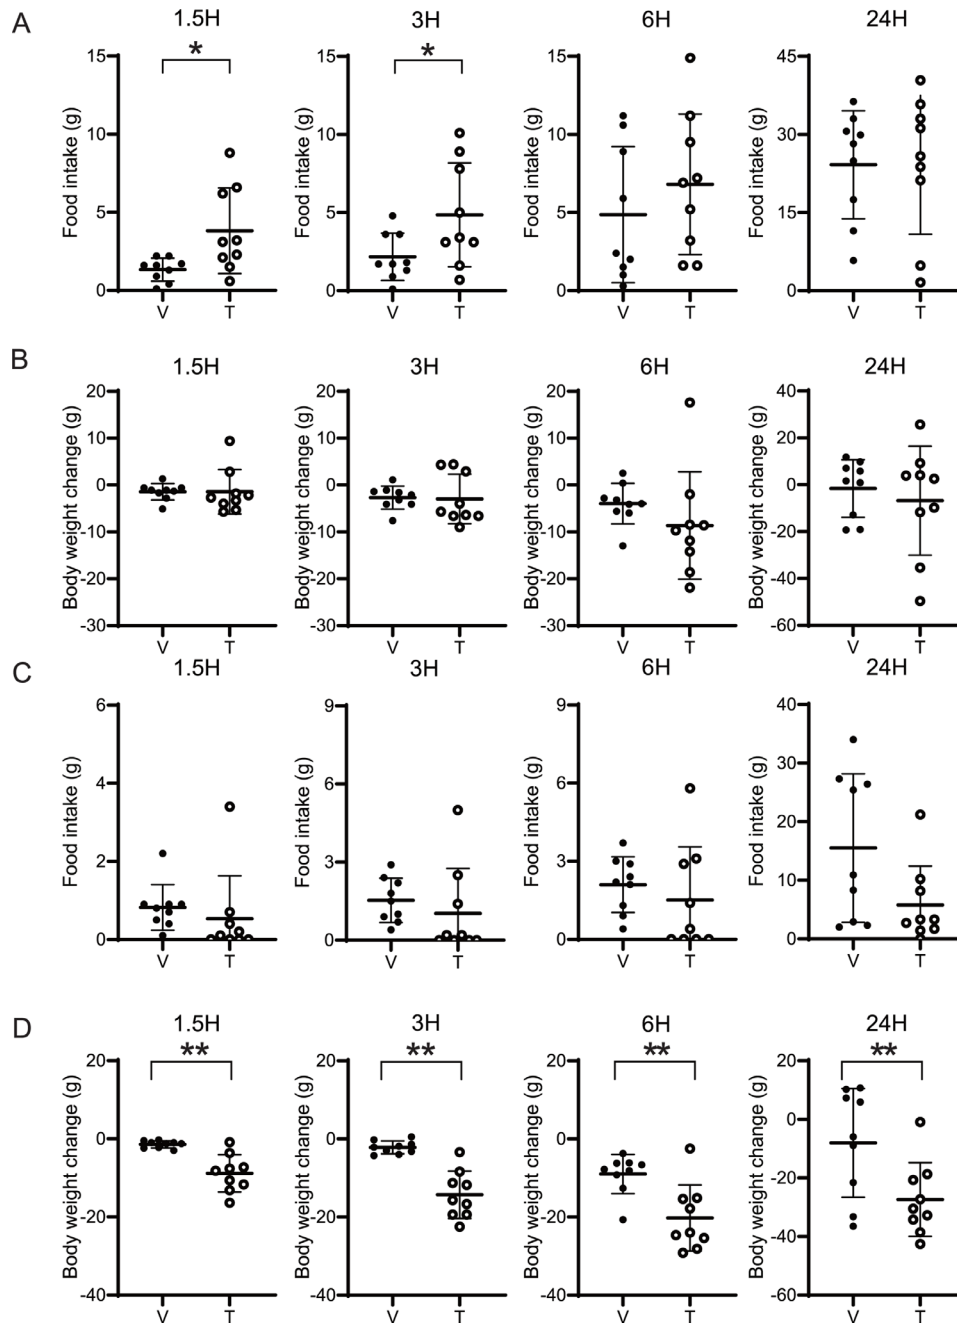 A
1.5H 3H 6H 24H
* *
Food intake (g) Food intake (g) Food intake (g) Food intake (g)
15 15 15 45
10 10 10 30
5 5 5 15
0 0 0 0
V T V T V T V T
B
1.5H 3H 6H 24H
Body weight change (g) Body weight change (g) Body weight change (g) Body weight change (g)
20 20 20 40
10 10 10 20
0 0 0 0
-10 -10 -10 -20
-20 -20 -20 -40
-30 -30 -30 -60
V T V T V T V T
C
1.5H 3H 6H 24H
Food intake (g) Food intake (g) Food intake (g) Food intake (g)
6 9 9 40
4 6 6 30
2 3 3 20
0 0 0 10
0
V T V T V T V T
D
1.5H 3H 6H 24H
** ** ** **
Body weight change (g) Body weight change (g) Body weight change (g) Body weight change (g)
20 20 20 20
0 0 0 0
-20 -20 -20 -20
-40 -40 -40 -40
-60
V T V T V T V T